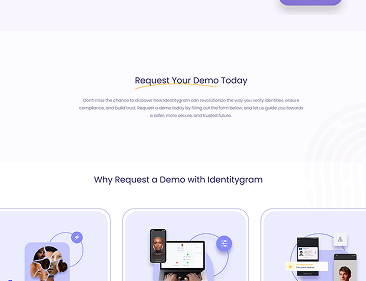 Request Your Demo Today
Don't miss the chance to discover how Identitygram can revolutionize the way you verify identities, ensure
compliance, and build trust. Request a demo today by filling out the form below, and let us guide you towards
a safer, more secure, and trusted future.
Why Request a Demo with Identitygram